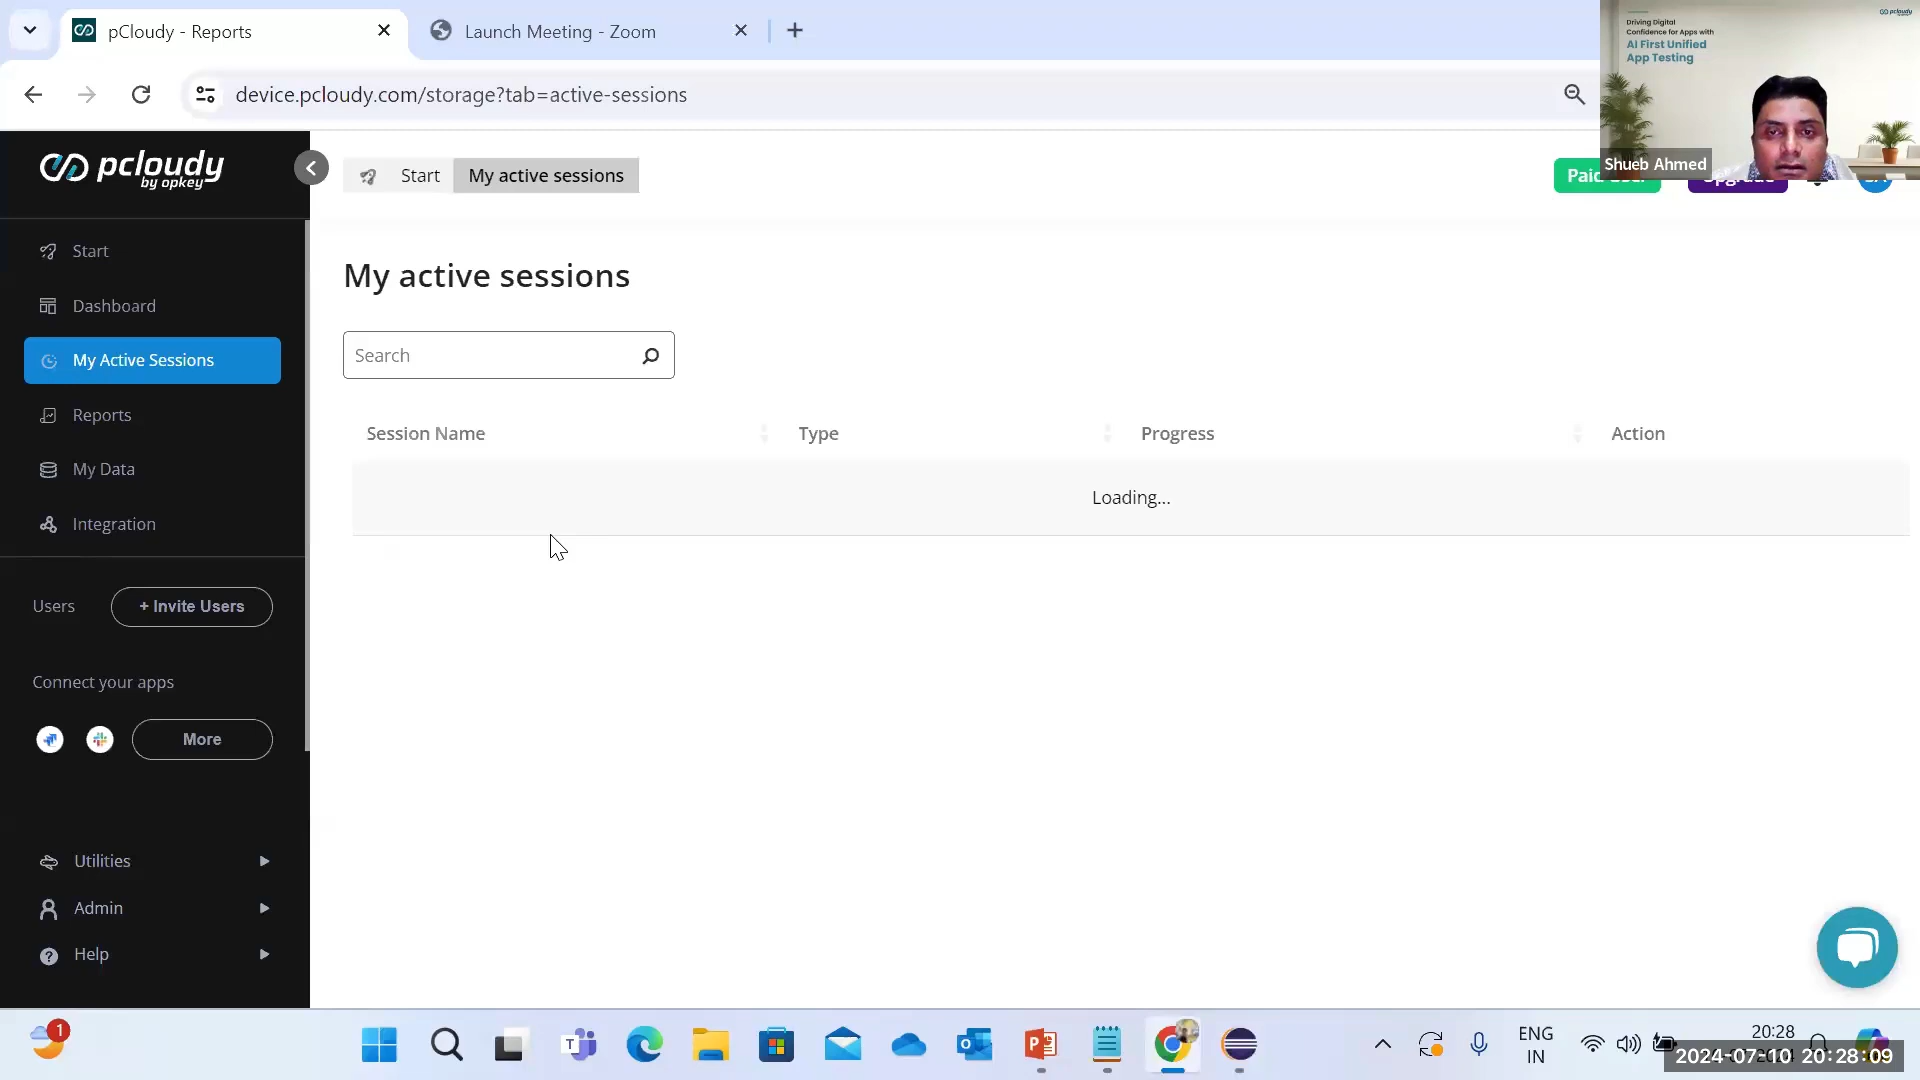 pCloudy - Reports
Launch Meeting - Zoom
device.pcloudy.com/storage?tab=active-sessions
Driving Digital
Confidence for Apps with
AI First Unified
App Testing
pcloudy
Shueb Ahmed
pcloudy
by opkey
Start
My active sessions
Start
Dashboard
My Active Sessions
Reports
My Data
Integration
Users
+ Invite Users
Connect your apps
More
Utilities
Admin
Help
My active sessions
Search
Session Name
Type
Progress
Action
Loading...
1
ENG
IN
20:28
2024-07-10 20:28:09